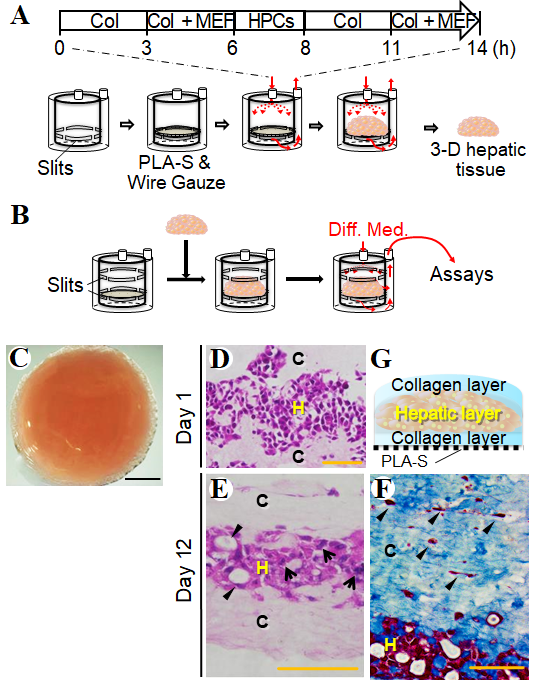 A
Col
Col + MEF
HPCs
Col
Col + MEF
0
3
6
8
11
14 (h)
Slits
PLA-S &
Wire Gauze
3-D hepatic
tissue
B
Diff. Med.
Slits
Assays
C
D
C
H
C
Day 1
G
Collagen layer
Hepatic layer
Collagen layer
PLA-S
E
C
H
C
Day 12
F
C
H